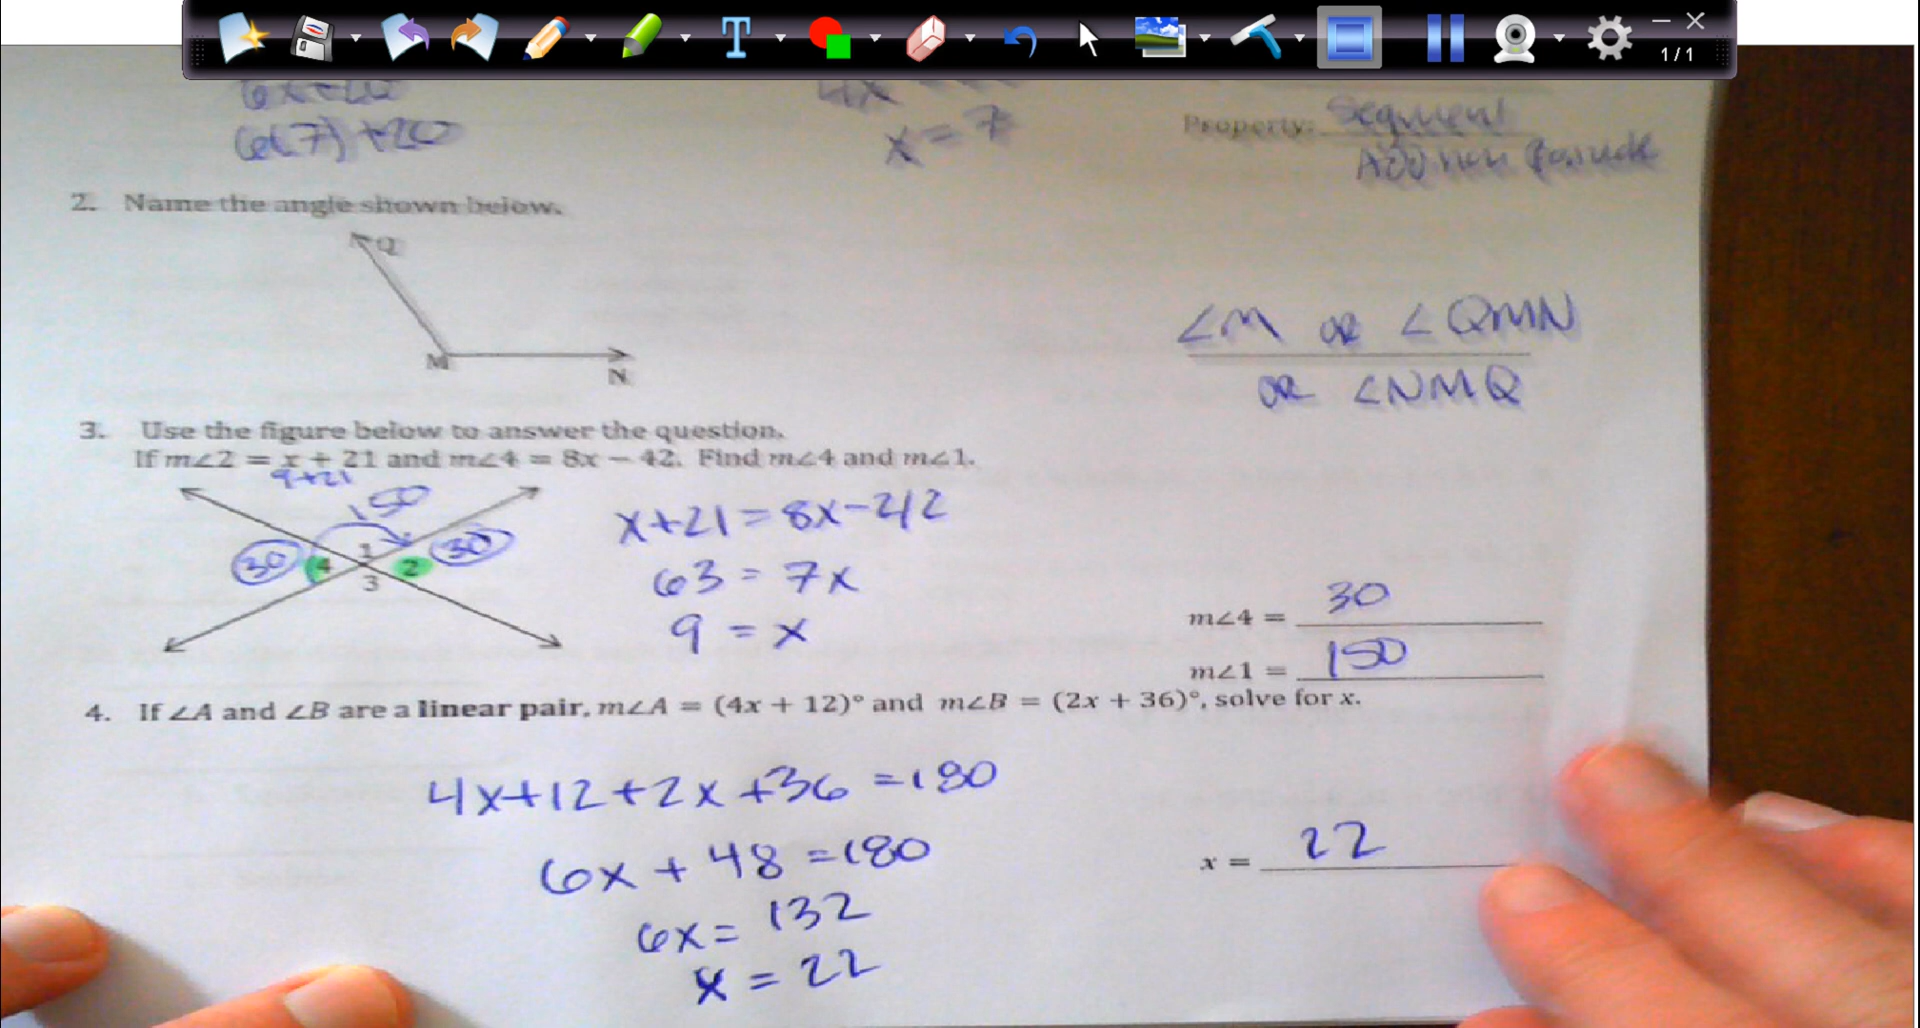 T
1/1
6x+20
6(7)+20
4x
x=7
Property: Segment
Addition Postulate
2. Name the angle shown below.
Q
M
N
∠M OR ∠QMN
OR ∠NMQ
3. Use the figure below to answer the question.
If m∠2 = x + 21 and m∠4 = 8x − 42. Find m∠4 and m∠1.
9+21
150
30 4 1 2 30
3
x+21=8x-42
63=7x
9=x
m∠4 = 30
m∠1 = 150
4. If ∠A and ∠B are a linear pair, m∠A = (4x + 12)° and m∠B = (2x + 36)°, solve for x.
4x+12+2x+36=180
6x+48=180
6x=132
x=22
x = 22